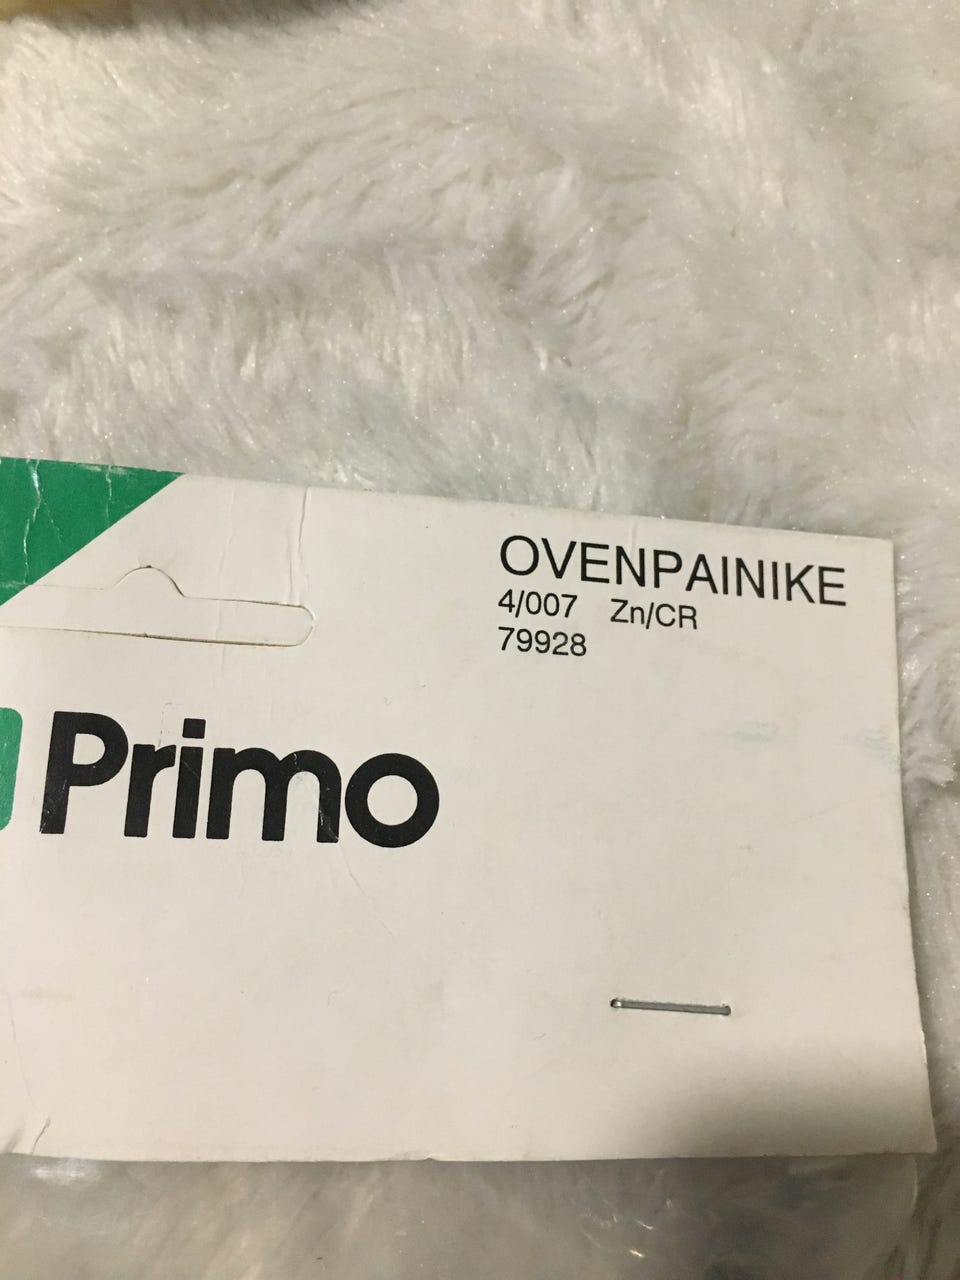 OVENPAINIKE
4/007 Zn/CR
79928
Primo